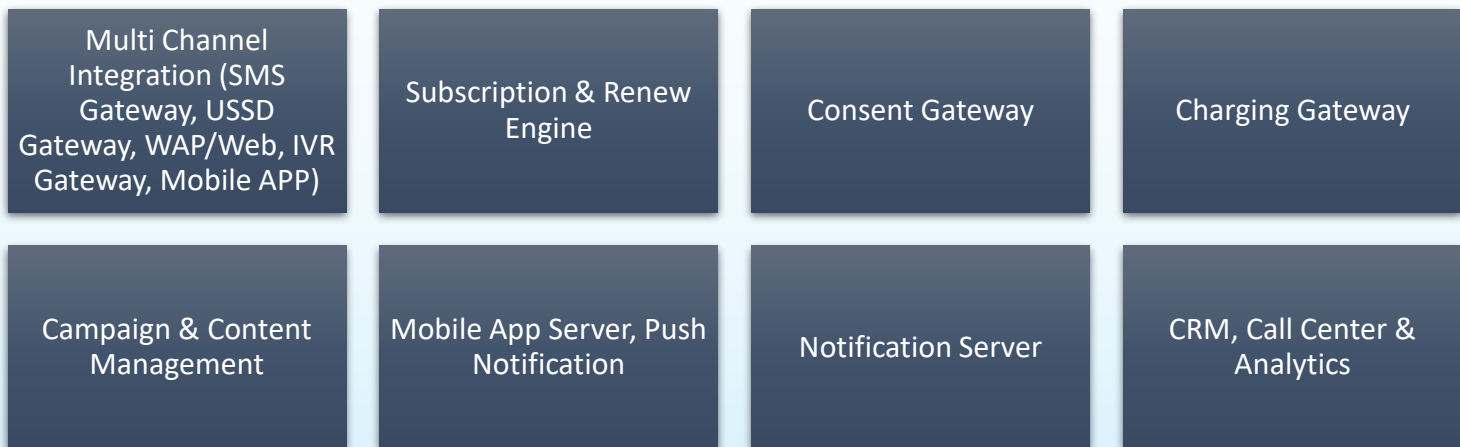 Multi Channel
Integration (SMS
Gateway, USSD
Gateway, WAP/Web, IVR
Gateway, Mobile APP)
Subscription & Renew
Engine
Consent Gateway
Charging Gateway
Campaign & Content
Management
Mobile App Server, Push
Notification
Notification Server
CRM, Call Center &
Analytics